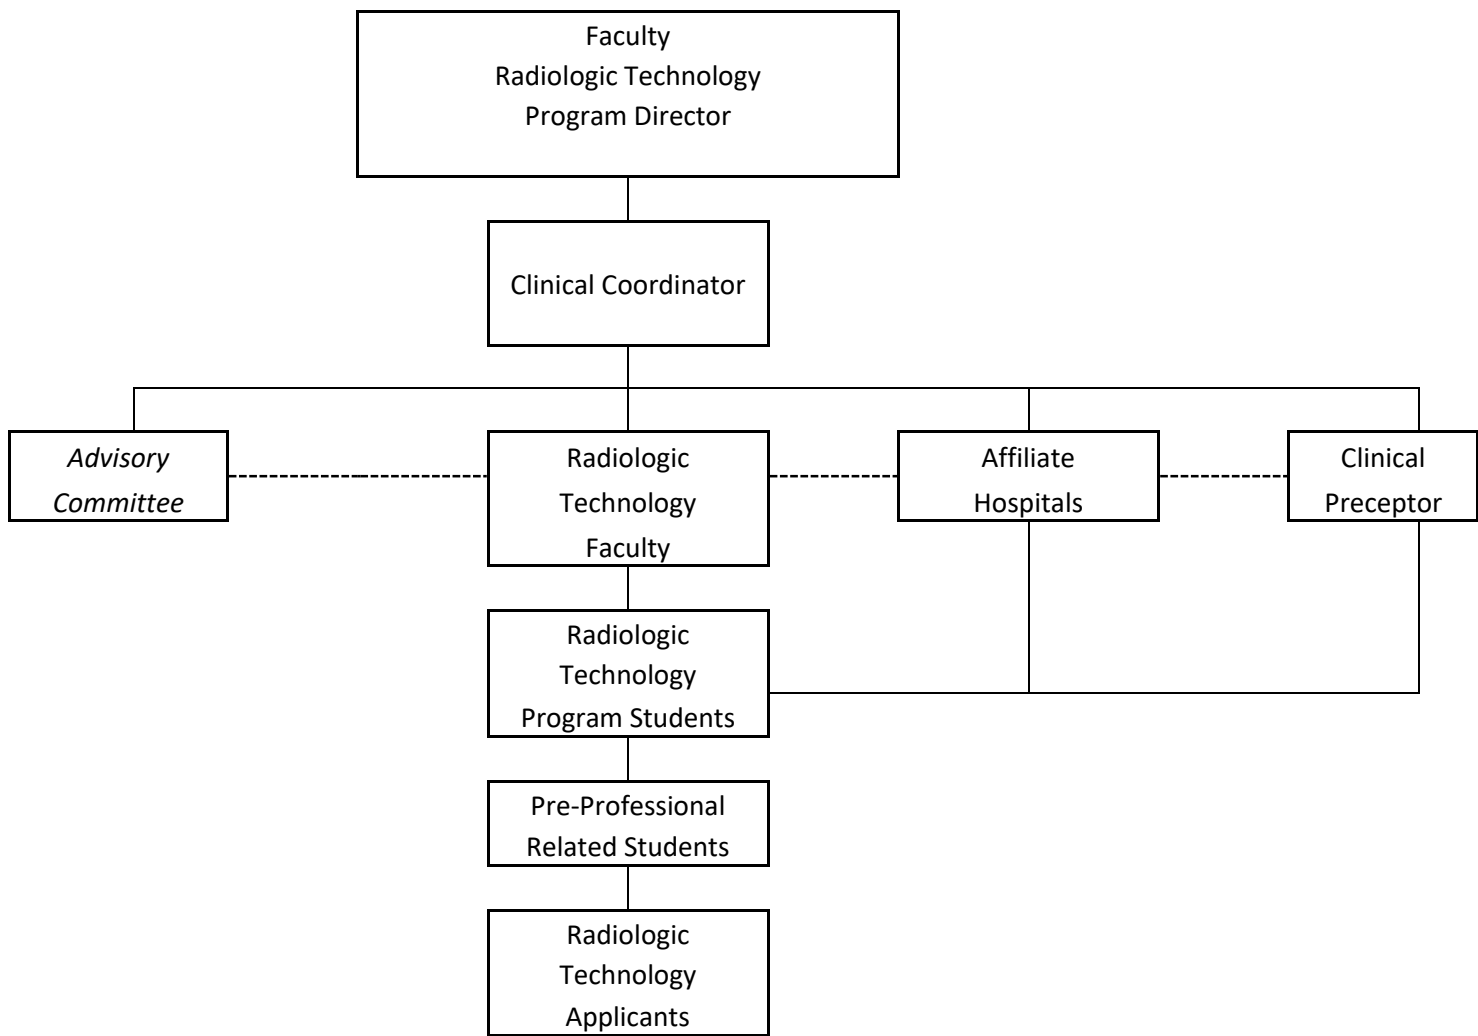 Faculty
Radiologic Technology
Program Director
Clinical Coordinator
Advisory
Committee
Radiologic
Technology
Faculty
Affiliate
Hospitals
Clinical
Preceptor
Radiologic
Technology
Program Students
Pre-Professional
Related Students
Radiologic
Technology
Applicants